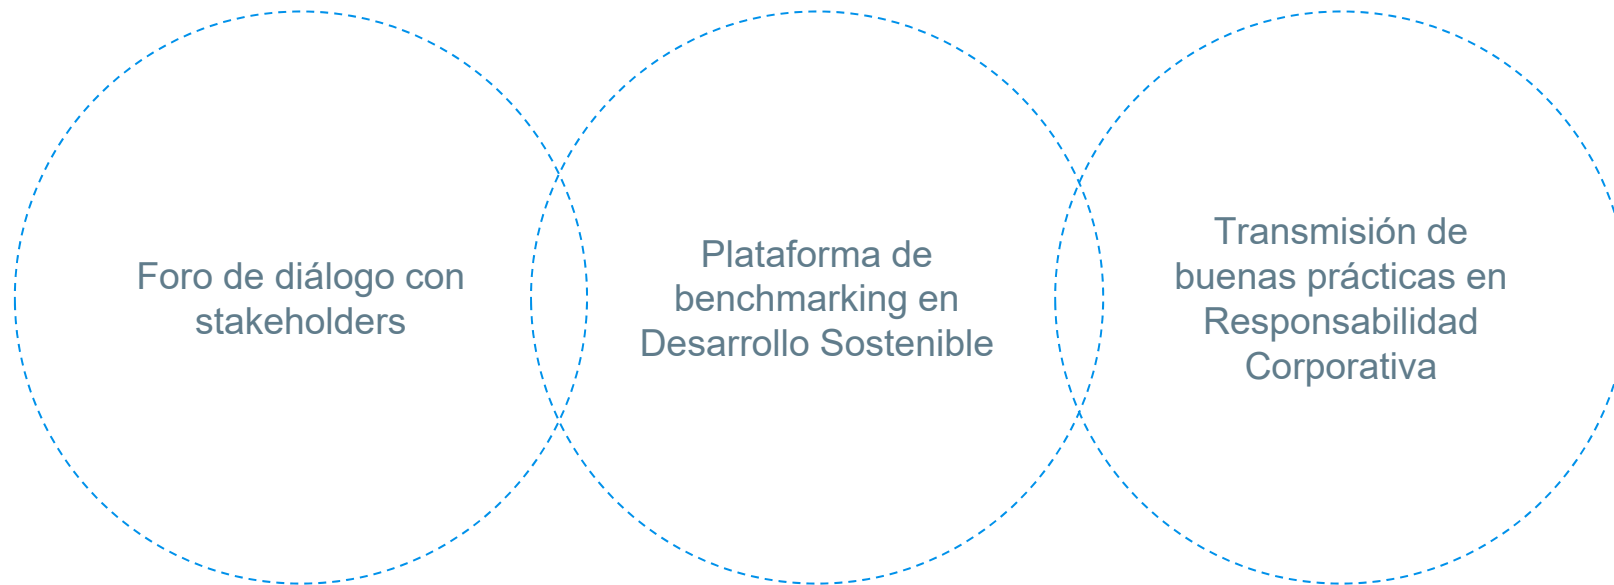 Foro de diálogo con
stakeholders
Plataforma de
benchmarking en
Desarrollo Sostenible
Transmisión de
buenas prácticas en
Responsabilidad
Corporativa